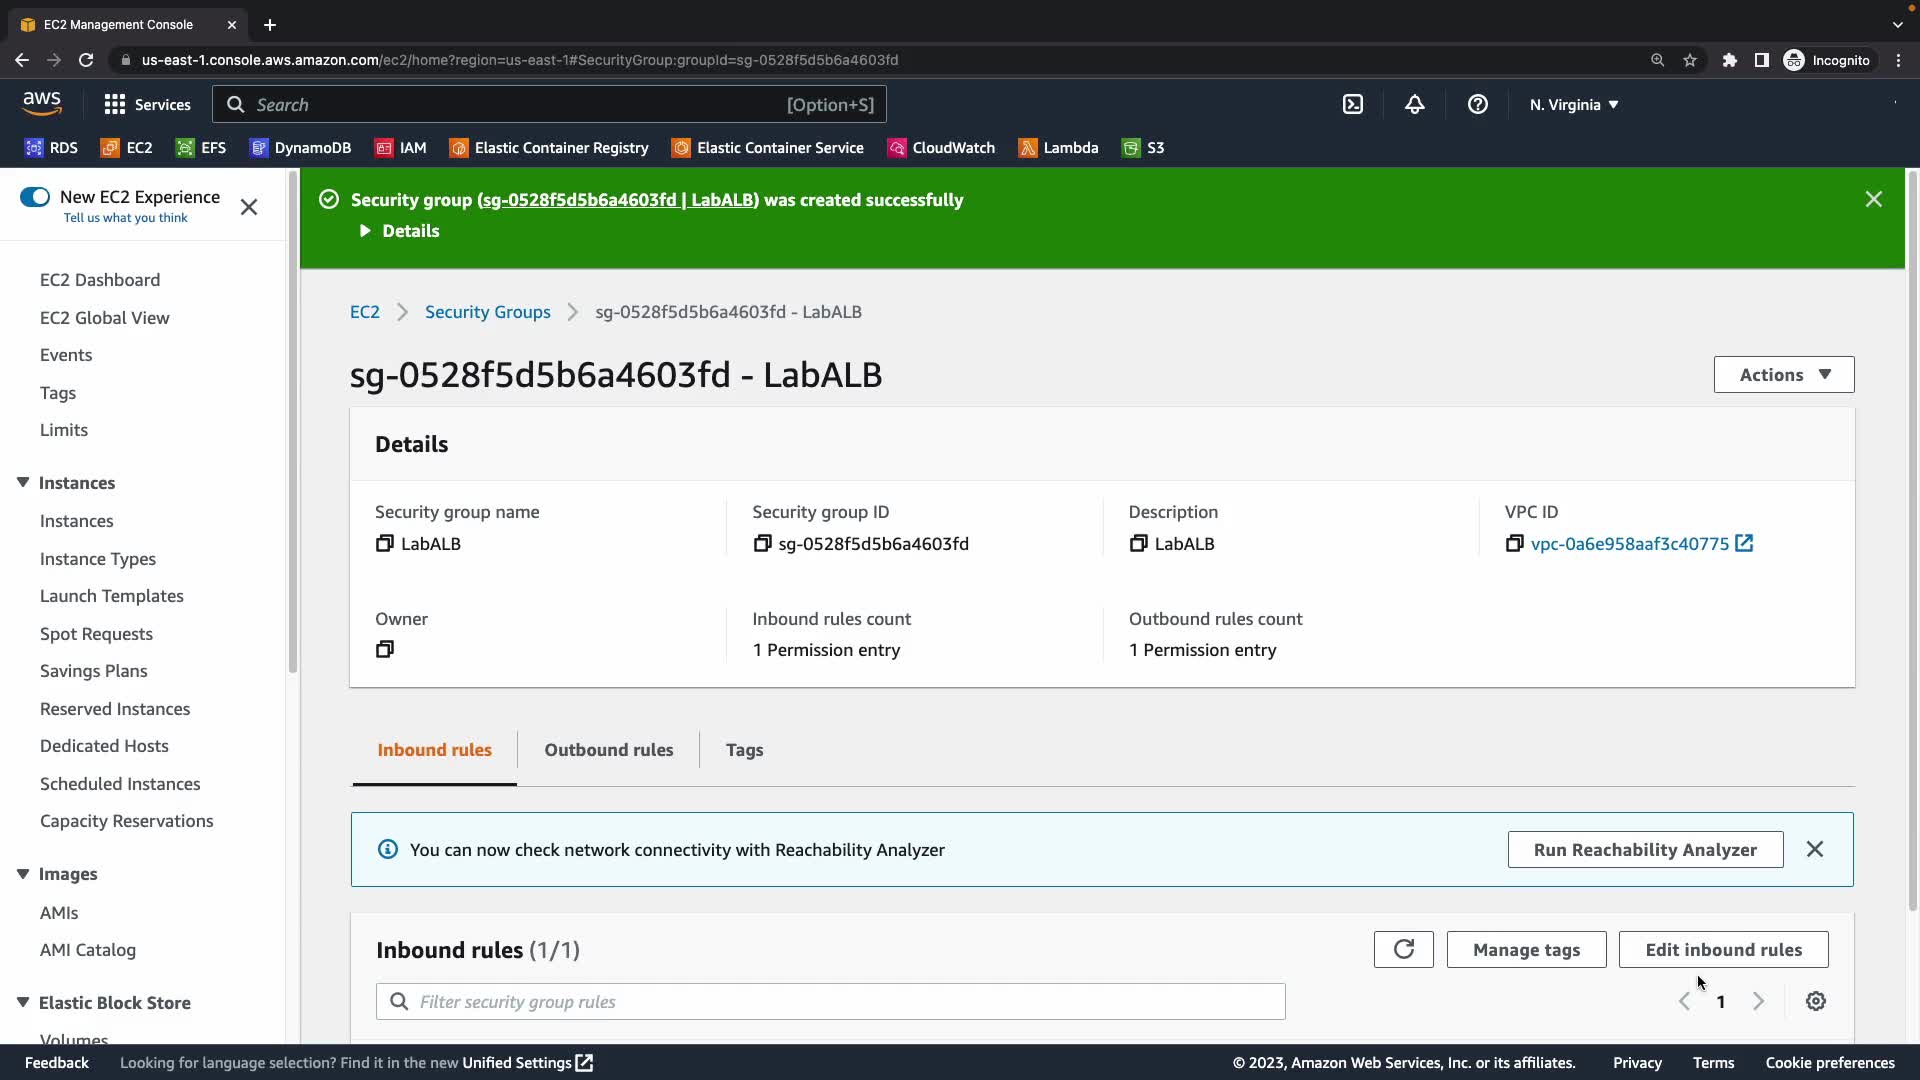 EC2 Management Console
us-east-1.console.aws.amazon.com/ec2/home?region=us-east-1#SecurityGroup:groupId=sg-0528f5d5b6a4603fd
Incognito
aws
Services
Search
[Option+S]
N. Virginia
RDS
EC2
EFS
DynamoDB
IAM
Elastic Container Registry
Elastic Container Service
CloudWatch
Lambda
S3
New EC2 Experience
Tell us what you think
EC2 Dashboard
EC2 Global View
Events
Tags
Limits
Instances
Instances
Instance Types
Launch Templates
Spot Requests
Savings Plans
Reserved Instances
Dedicated Hosts
Scheduled Instances
Capacity Reservations
Images
AMIs
AMI Catalog
Elastic Block Store
Volumes
Security group (sg-0528f5d5b6a4603fd | LabALB) was created successfully
Details
EC2
Security Groups
sg-0528f5d5b6a4603fd - LabALB
sg-0528f5d5b6a4603fd - LabALB
Actions
Details
Security group name
LabALB
Security group ID
sg-0528f5d5b6a4603fd
Description
LabALB
VPC ID
vpc-0a6e958aaf3c40775
Owner
Inbound rules count
1 Permission entry
Outbound rules count
1 Permission entry
Inbound rules
Outbound rules
Tags
You can now check network connectivity with Reachability Analyzer
Run Reachability Analyzer
Inbound rules (1/1)
Manage tags
Edit inbound rules
Filter security group rules
1
Feedback
Looking for language selection? Find it in the new Unified Settings
© 2023, Amazon Web Services, Inc. or its affiliates.
Privacy
Terms
Cookie preferences